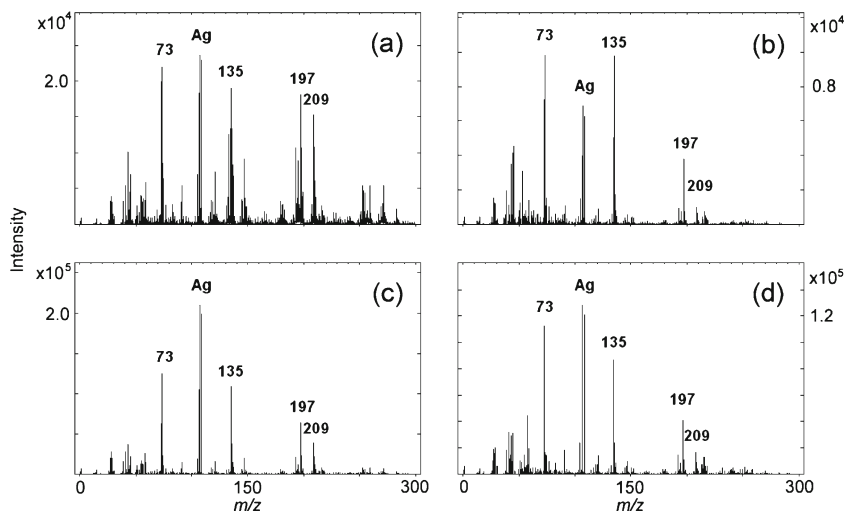 x10⁴
73
Ag
135
197
209
(a)
2.0
73
Ag
135
197
209
(b)
x10⁴
0.8
Intensity
x10⁵
2.0
73
Ag
135
197
209
(c)
0
150
300
m/z
73
Ag
135
197
209
(d)
x10⁵
1.2
0
150
300
m/z